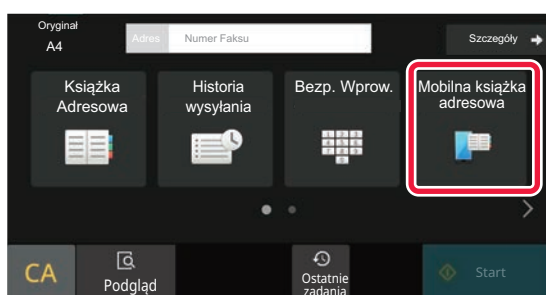 Oryginał
A4
Adres
Numer Faksu
Szczegóły
Książka
Adresowa
Historia
wysyłania
Bezp. Wprow.
Mobilna książka
adresowa
CA
Podgląd
Ostatnie
zadania
Start